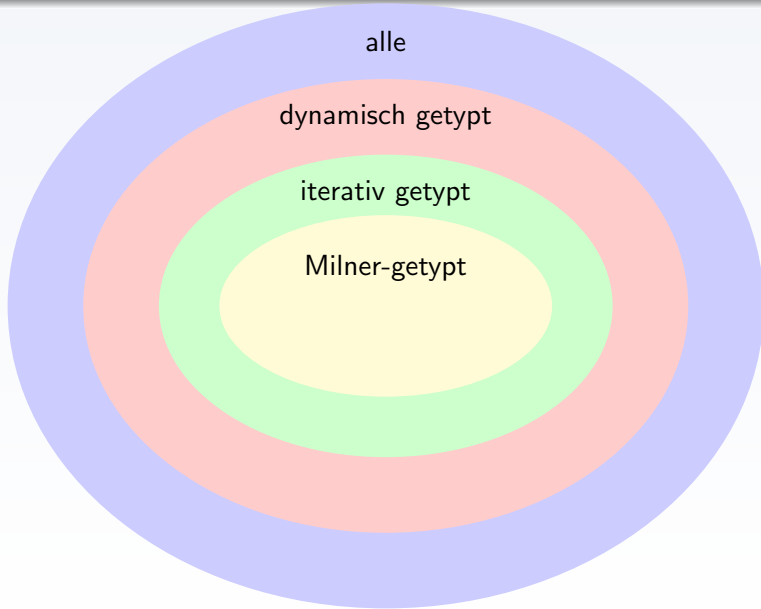 alle
dynamisch getypt
iterativ getypt
Milner-getypt